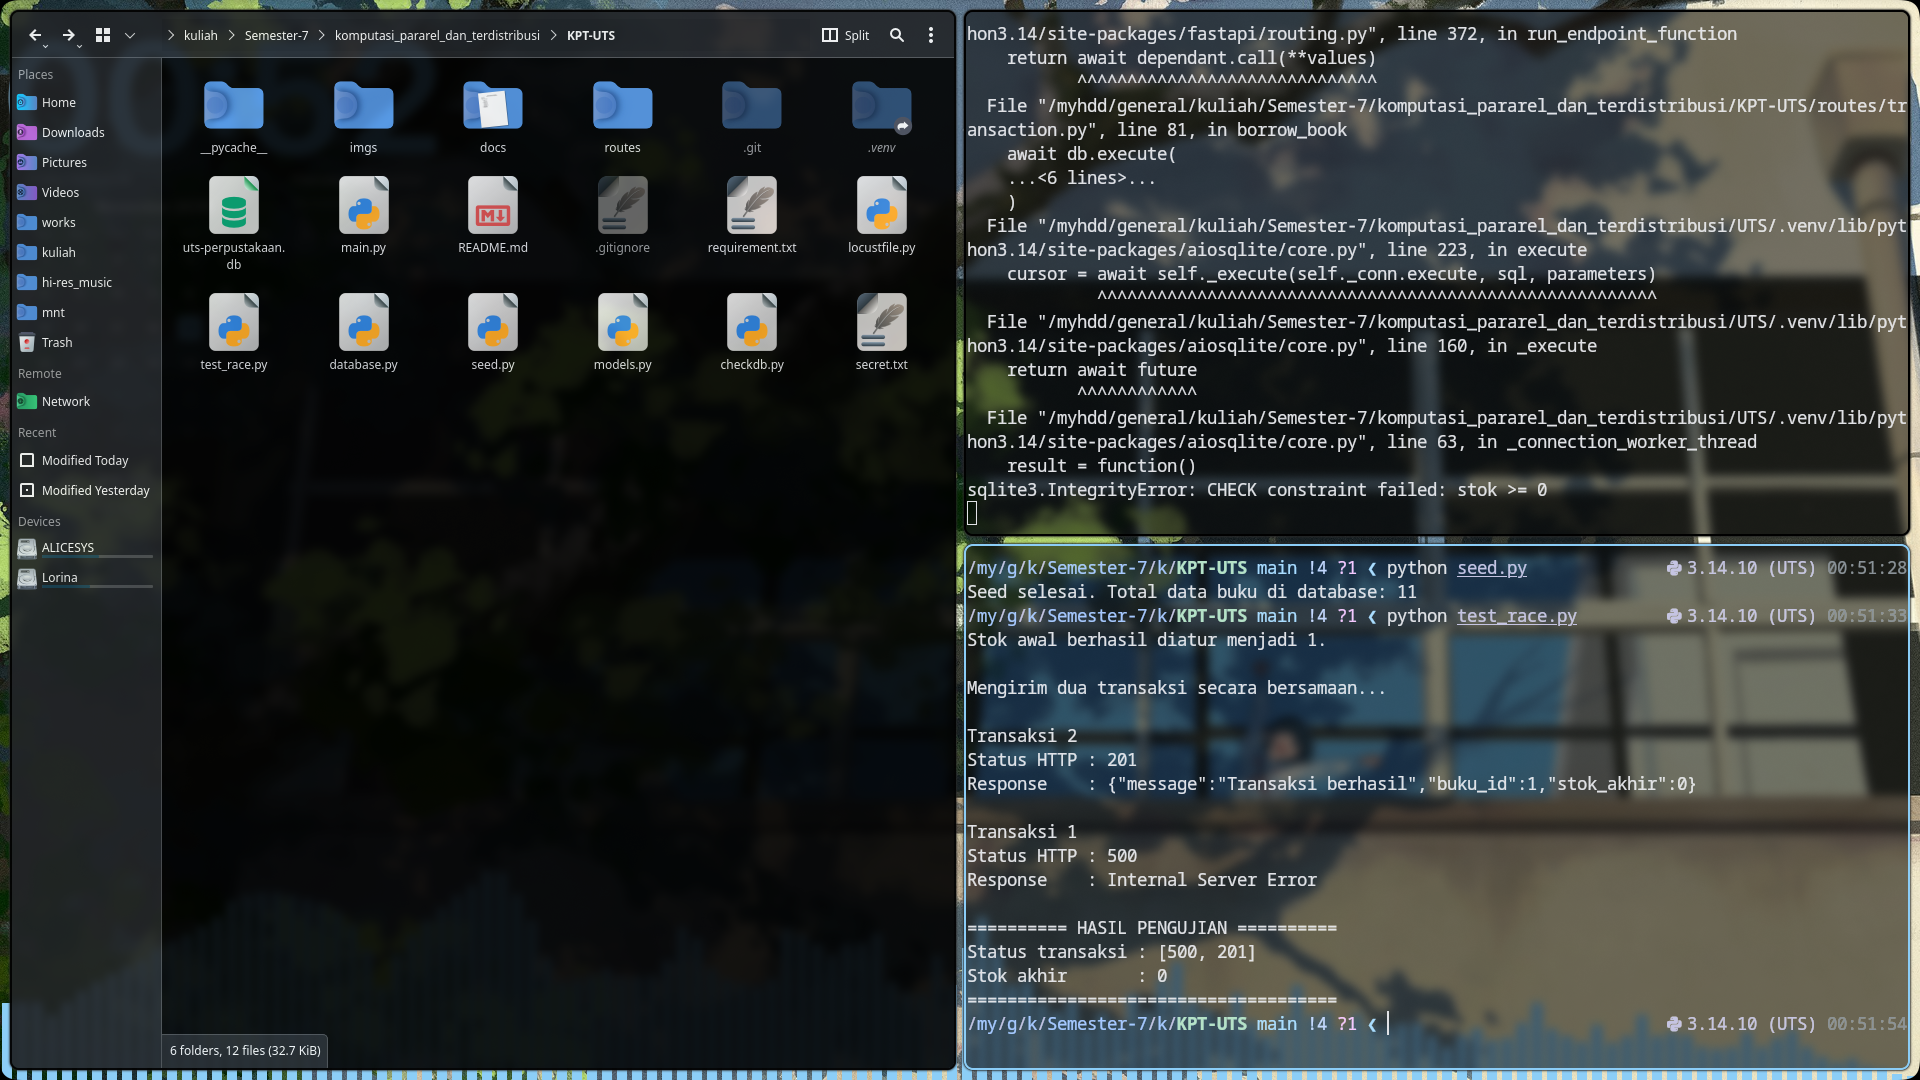 kuliah Semester-7 komputasi_pararel_dan_terdistribusi KPT-UTS Split
Places
Home
Downloads
Pictures
Videos
works
kuliah
hi-res_music
mnt
Trash
Remote
Network
Recent
Modified Today
Modified Yesterday
Devices
ALICESYS
Lorina
__pycache__ imgs docs routes .git .venv
uts-perpustakaan.db main.py README.md .gitignore requirement.txt locustfile.py
test_race.py database.py seed.py models.py checkdb.py secret.txt
6 folders, 12 files (32.7 KiB)
hon3.14/site-packages/fastapi/routing.py", line 372, in run_endpoint_function
    return await dependant.call(**values)
           ^^^^^^^^^^^^^^^^^^^^^^^^^^^^^^
  File "/myhdd/general/kuliah/Semester-7/komputasi_pararel_dan_terdistribusi/KPT-UTS/routes/tr
ansaction.py", line 81, in borrow_book
    await db.execute(
    ...<6 lines>...
    )
  File "/myhdd/general/kuliah/Semester-7/komputasi_pararel_dan_terdistribusi/UTS/.venv/lib/pyt
hon3.14/site-packages/aiosqlite/core.py", line 223, in execute
    cursor = await self._execute(self._conn.execute, sql, parameters)
             ^^^^^^^^^^^^^^^^^^^^^^^^^^^^^^^^^^^^^^^^^^^^^^^^^^^^^^^^
  File "/myhdd/general/kuliah/Semester-7/komputasi_pararel_dan_terdistribusi/UTS/.venv/lib/pyt
hon3.14/site-packages/aiosqlite/core.py", line 160, in _execute
    return await future
           ^^^^^^^^^^^^
  File "/myhdd/general/kuliah/Semester-7/komputasi_pararel_dan_terdistribusi/UTS/.venv/lib/pyt
hon3.14/site-packages/aiosqlite/core.py", line 63, in _connection_worker_thread
    result = function()
sqlite3.IntegrityError: CHECK constraint failed: stok >= 0
/my/g/k/Semester-7/k/KPT-UTS main !4 ?1 ❮ python seed.py 3.14.10 (UTS) 00:51:28
Seed selesai. Total data buku di database: 11
/my/g/k/Semester-7/k/KPT-UTS main !4 ?1 ❮ python test_race.py 3.14.10 (UTS) 00:51:33
Stok awal berhasil diatur menjadi 1.
Mengirim dua transaksi secara bersamaan...
Transaksi 2
Status HTTP : 201
Response    : {"message":"Transaksi berhasil","buku_id":1,"stok_akhir":0}
Transaksi 1
Status HTTP : 500
Response    : Internal Server Error
========== HASIL PENGUJIAN ==========
Status transaksi : [500, 201]
Stok akhir       : 0
=====================================
/my/g/k/Semester-7/k/KPT-UTS main !4 ?1 ❮ 3.14.10 (UTS) 00:51:54